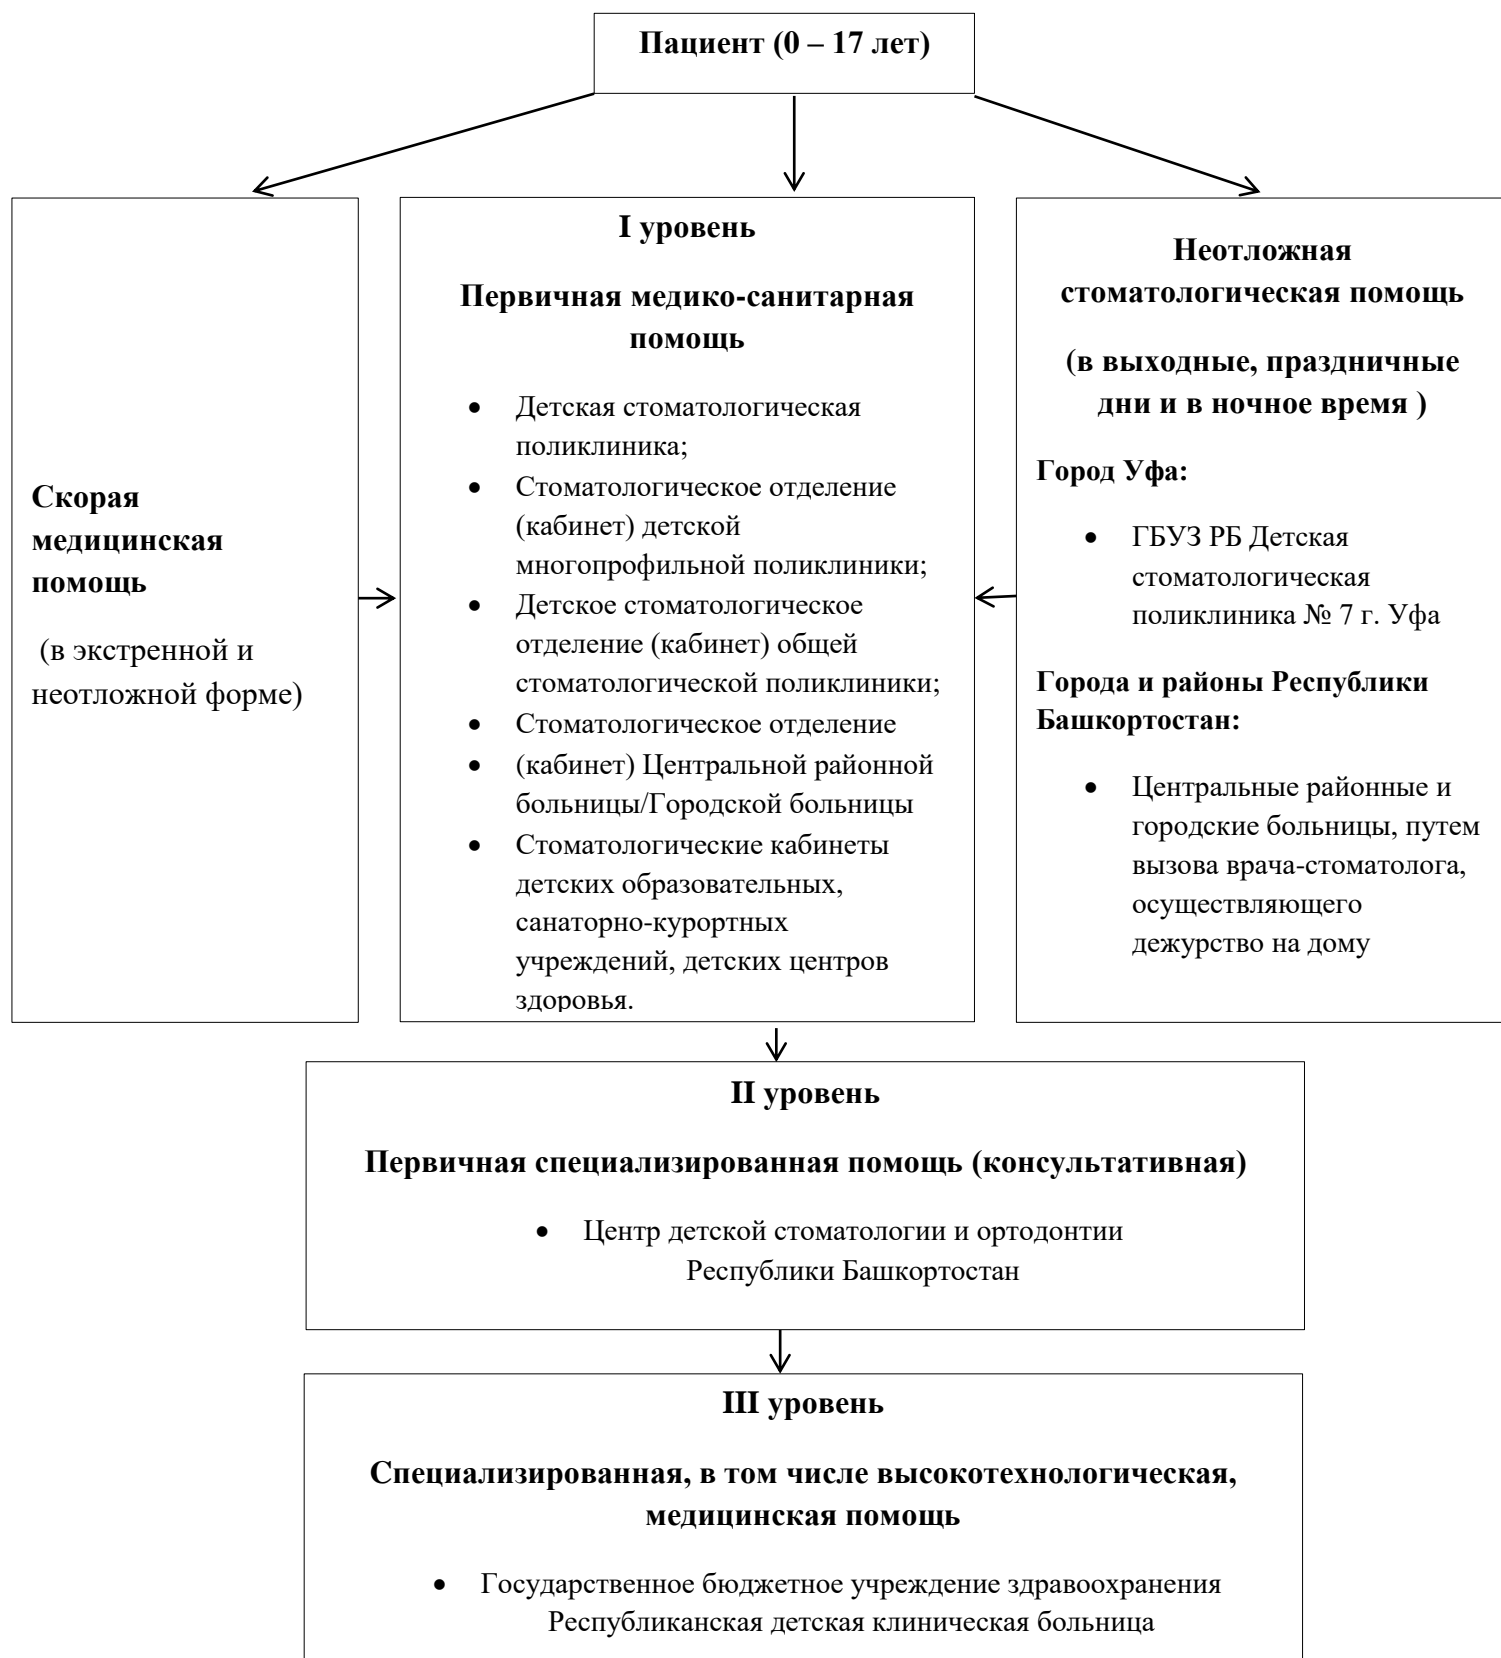 Пациент (0 – 17 лет)
Скорая
медицинская
помощь
(в экстренной и
неотложной форме)
I уровень
Первичная медико-санитарная
помощь
• Детская стоматологическая
поликлиника;
• Стоматологическое отделение
(кабинет) детской
многопрофильной поликлиники;
• Детское стоматологическое
отделение (кабинет) общей
стоматологической поликлиники;
• Стоматологическое отделение
• (кабинет) Центральной районной
больницы/Городской больницы
• Стоматологические кабинеты
детских образовательных,
санаторно-курортных
учреждений, детских центров
здоровья.
Неотложная
стоматологическая помощь
(в выходные, праздничные
дни и в ночное время )
Город Уфа:
• ГБУЗ РБ Детская
стоматологическая
поликлиника № 7 г. Уфа
Города и районы Республики
Башкортостан:
• Центральные районные и
городские больницы, путем
вызова врача-стоматолога,
осуществляющего
дежурство на дому
II уровень
Первичная специализированная помощь (консультативная)
• Центр детской стоматологии и ортодонтии
Республики Башкортостан
III уровень
Специализированная, в том числе высокотехнологическая,
медицинская помощь
• Государственное бюджетное учреждение здравоохранения
Республиканская детская клиническая больница